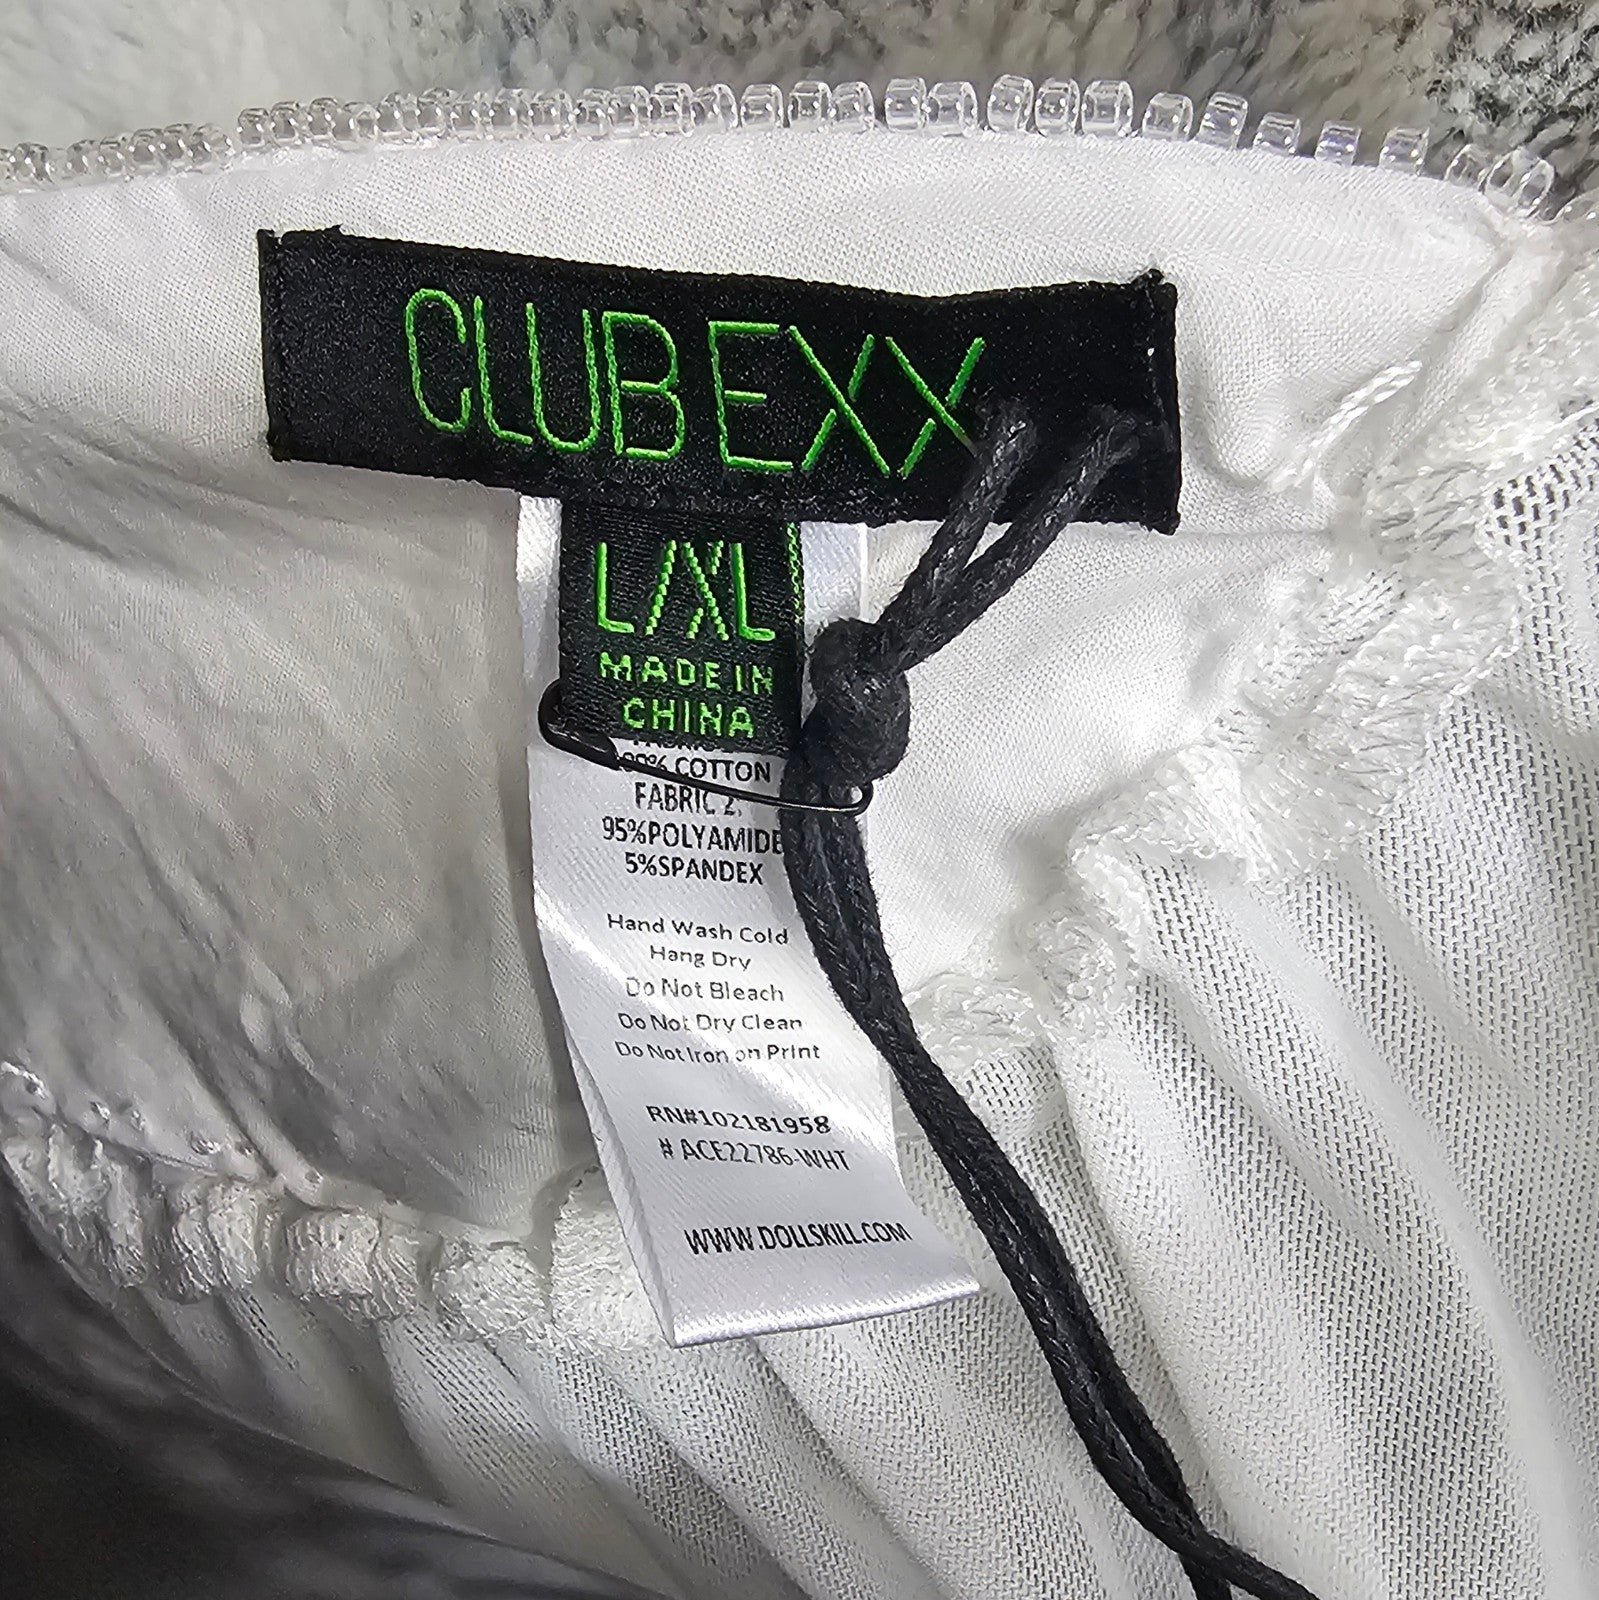 CLUB EXX
L/XL
MADE IN
CHINA
COTTON
FABRIC 2:
95%POLYAMIDE
5%SPANDEX
Hand Wash Cold
Hang Dry
Do Not Bleach
Do Not Dry Clean
Do Not Iron on Print
RN#102181958
# ACE22786-WHT
WWW.DOLLSKILL.COM